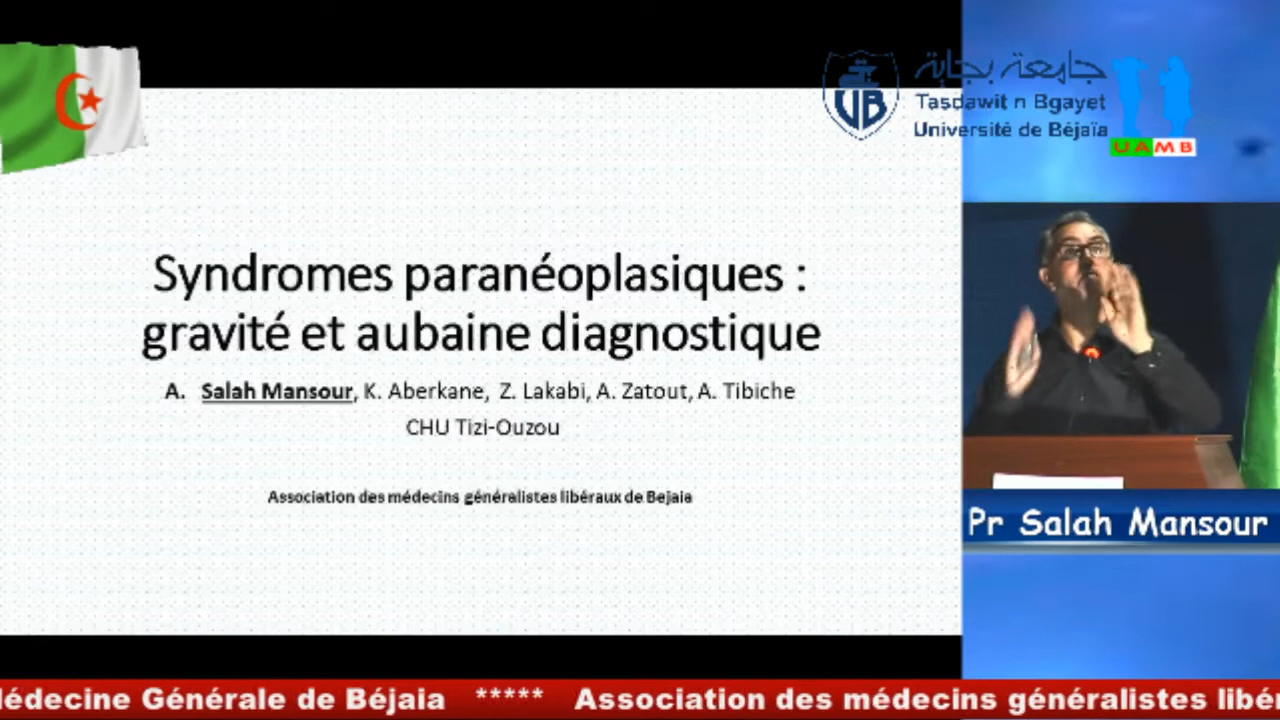 جامعة بجاية
Tasdawit n Bgayet
Université de Béjaïa
UB
UAMB
Syndromes paranéoplasiques :
gravité et aubaine diagnostique
A. Salah Mansour, K. Aberkane, Z. Lakabi, A. Zatout, A. Tibiche
CHU Tizi-Ouzou
Association des médecins généralistes libéraux de Bejaia
Pr Salah Mansour
Médecine Générale de Béjaia ***** Association des médecins généralistes libé